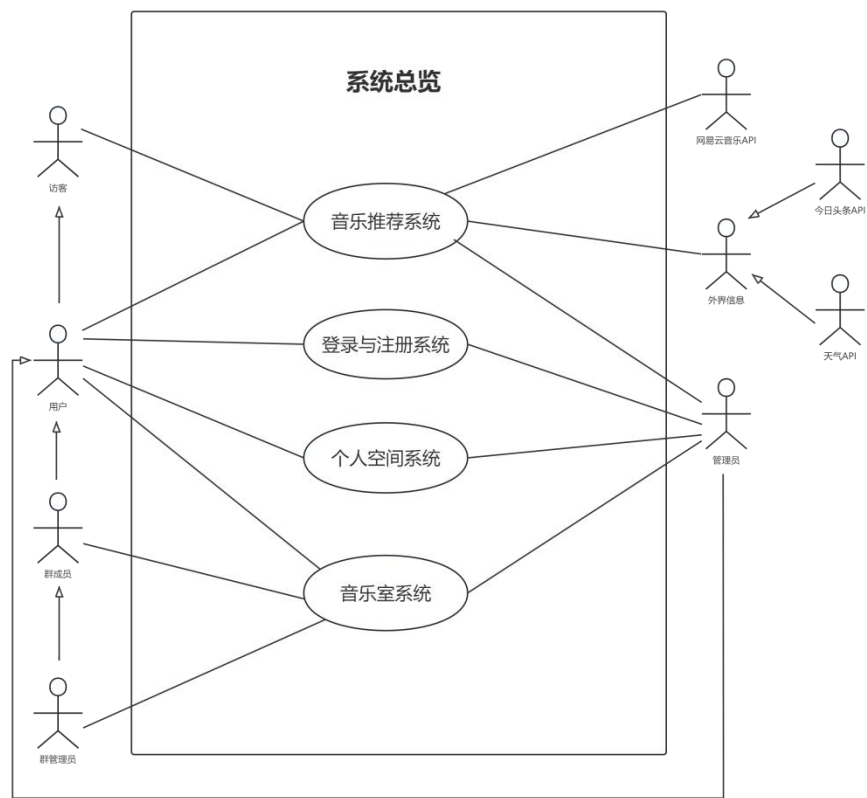 系统总览
网易云音乐API
访客
今日头条API
音乐推荐系统
外界信息
登录与注册系统
天气API
用户
个人空间系统
管理员
群成员
音乐室系统
群管理员